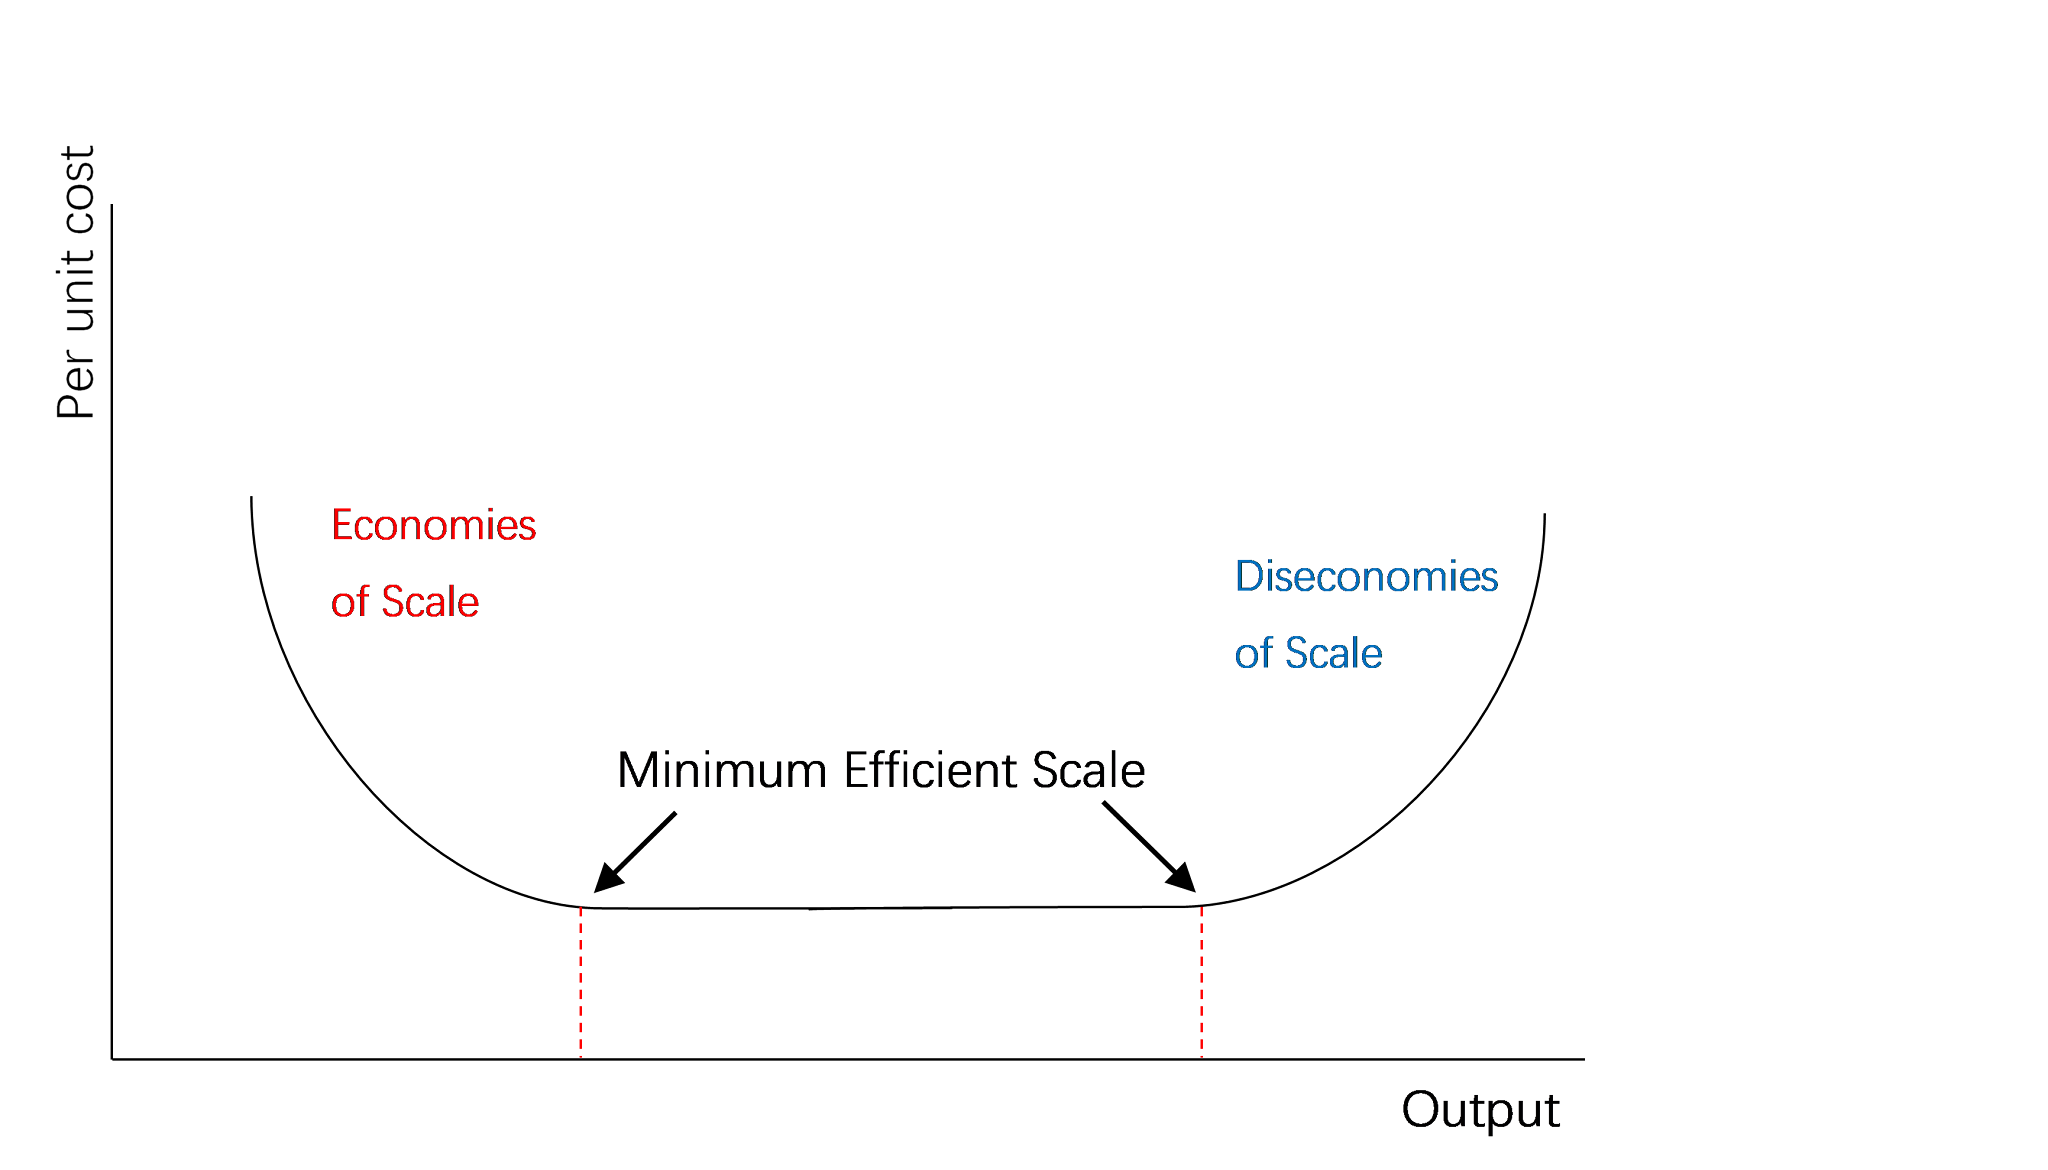 Per unit cost
Economies
of Scale
Diseconomies
of Scale
Minimum Efficient Scale
Output